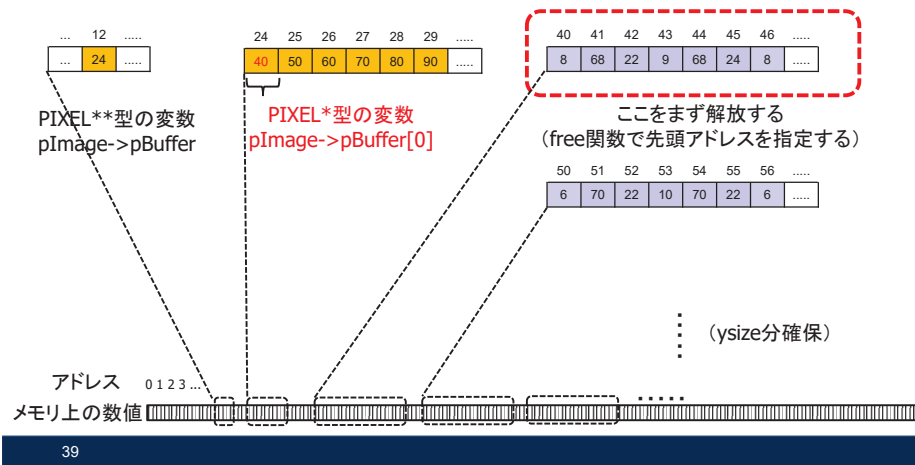 ... 12 .....
... 24 .....
PIXEL**型の変数
pImage->pBuffer
24 25 26 27 28 29 .....
40 50 60 70 80 90 .....
PIXEL*型の変数
pImage->pBuffer[0]
40 41 42 43 44 45 46 .....
8 68 22 9 68 24 8 .....
ここをまず解放する
(free関数で先頭アドレスを指定する)
50 51 52 53 54 55 56 .....
6 70 22 10 70 22 6 .....
(ysize分確保)
アドレス 0 1 2 3 ...
メモリ上の数値
39